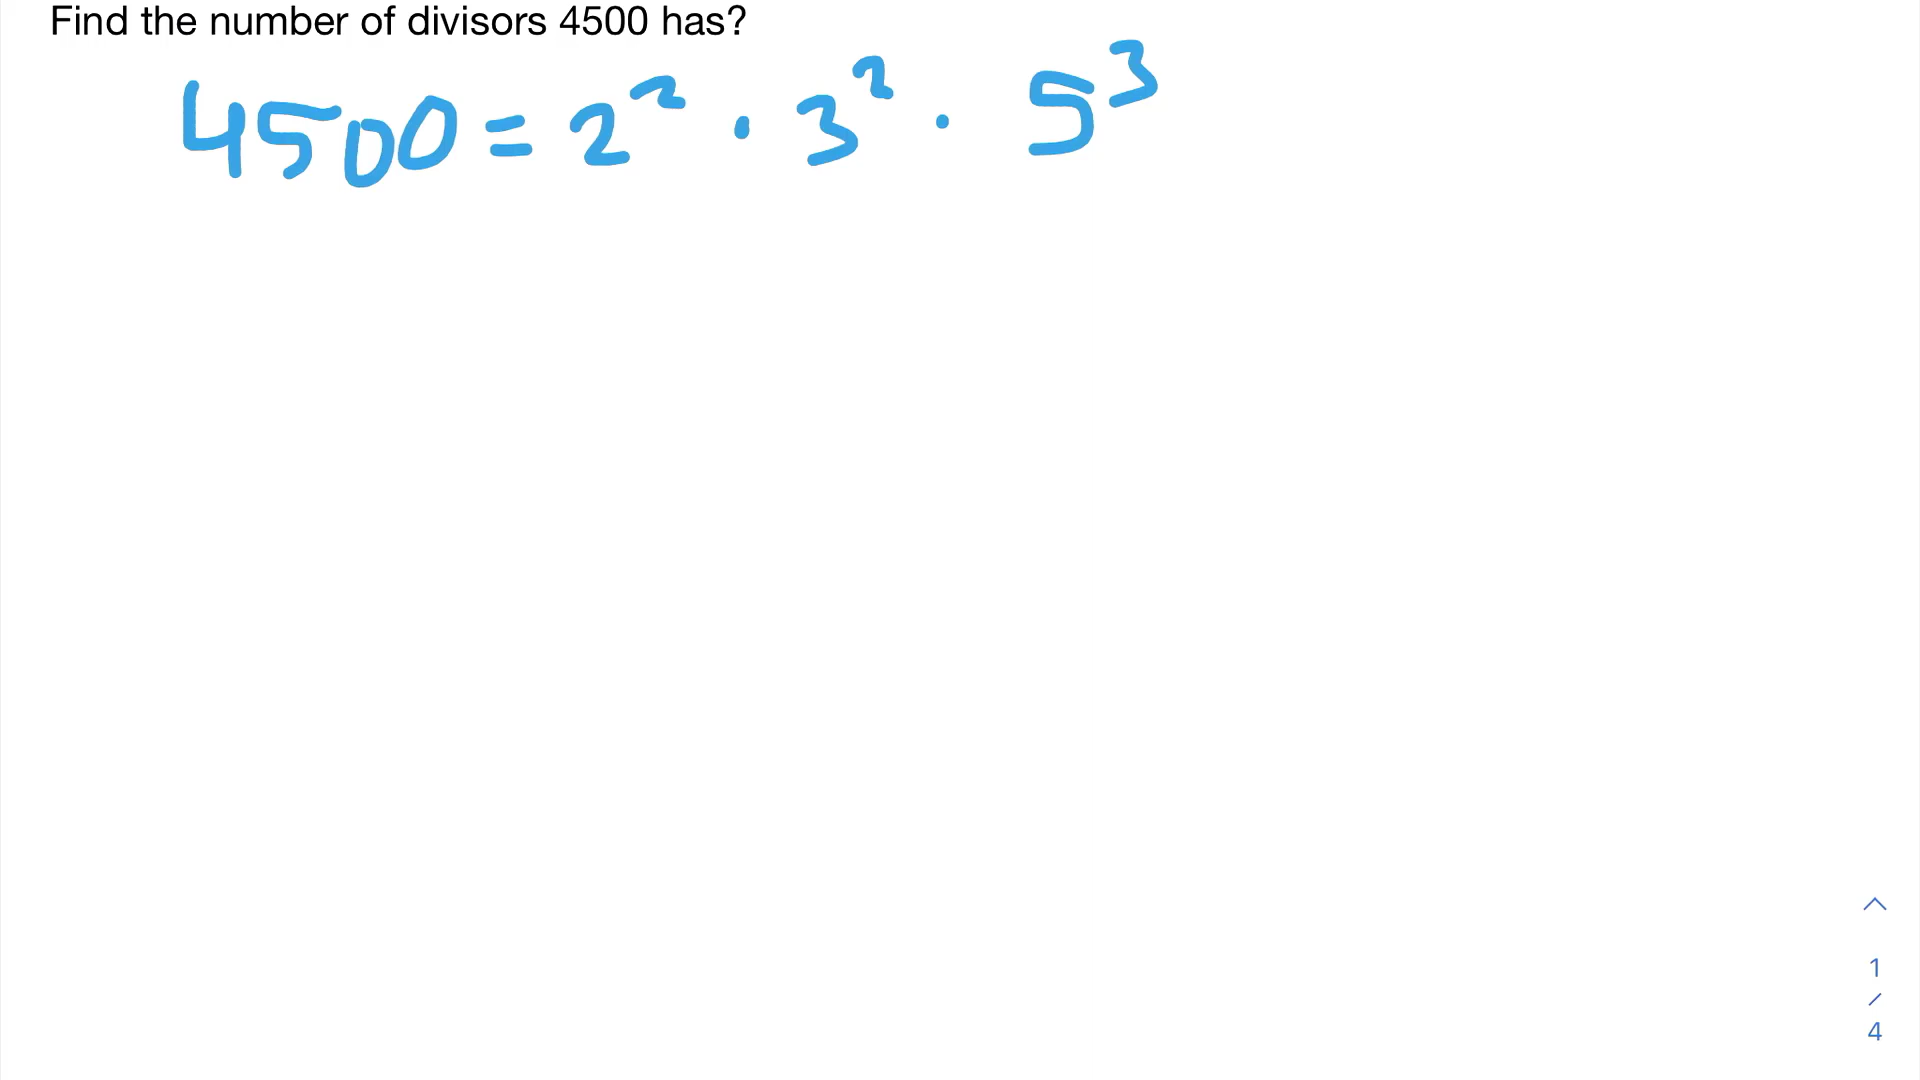 Find the number of divisors 4500 has?
4500 = 2² · 3² · 5³
1
/
4